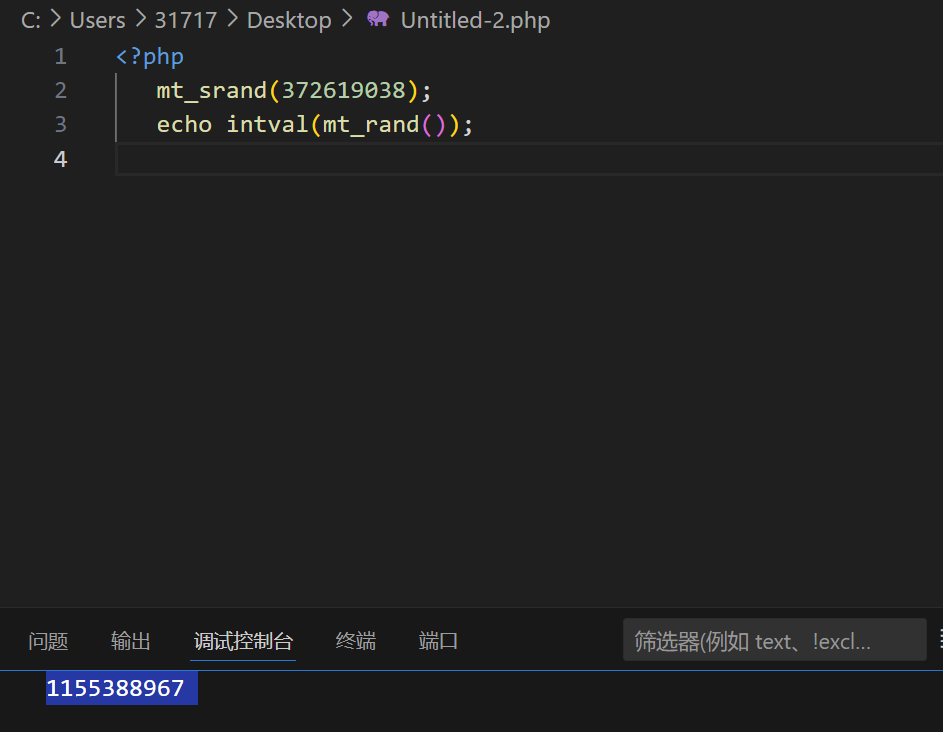 C: > Users > 31717 > Desktop > Untitled-2.php
1 <?php
2 mt_srand(372619038);
3 echo intval(mt_rand());
4
问题 输出 调试控制台 终端 端口 筛选器(例如 text、!excl...
1155388967